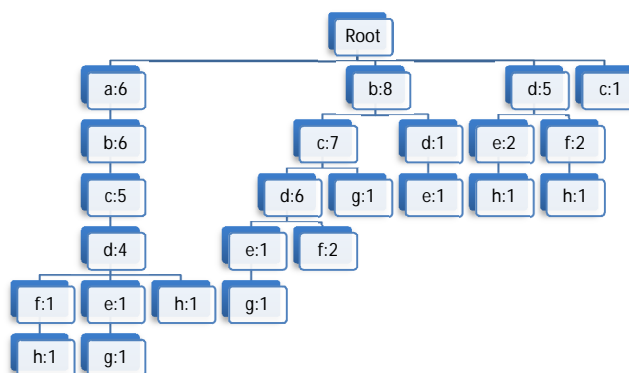 Root
a:6 b:8 d:5 c:1
b:6 c:7 d:1 e:2 f:2
c:5 d:6 g:1 e:1 h:1 h:1
d:4 e:1 f:2
f:1 e:1 h:1 g:1
h:1 g:1